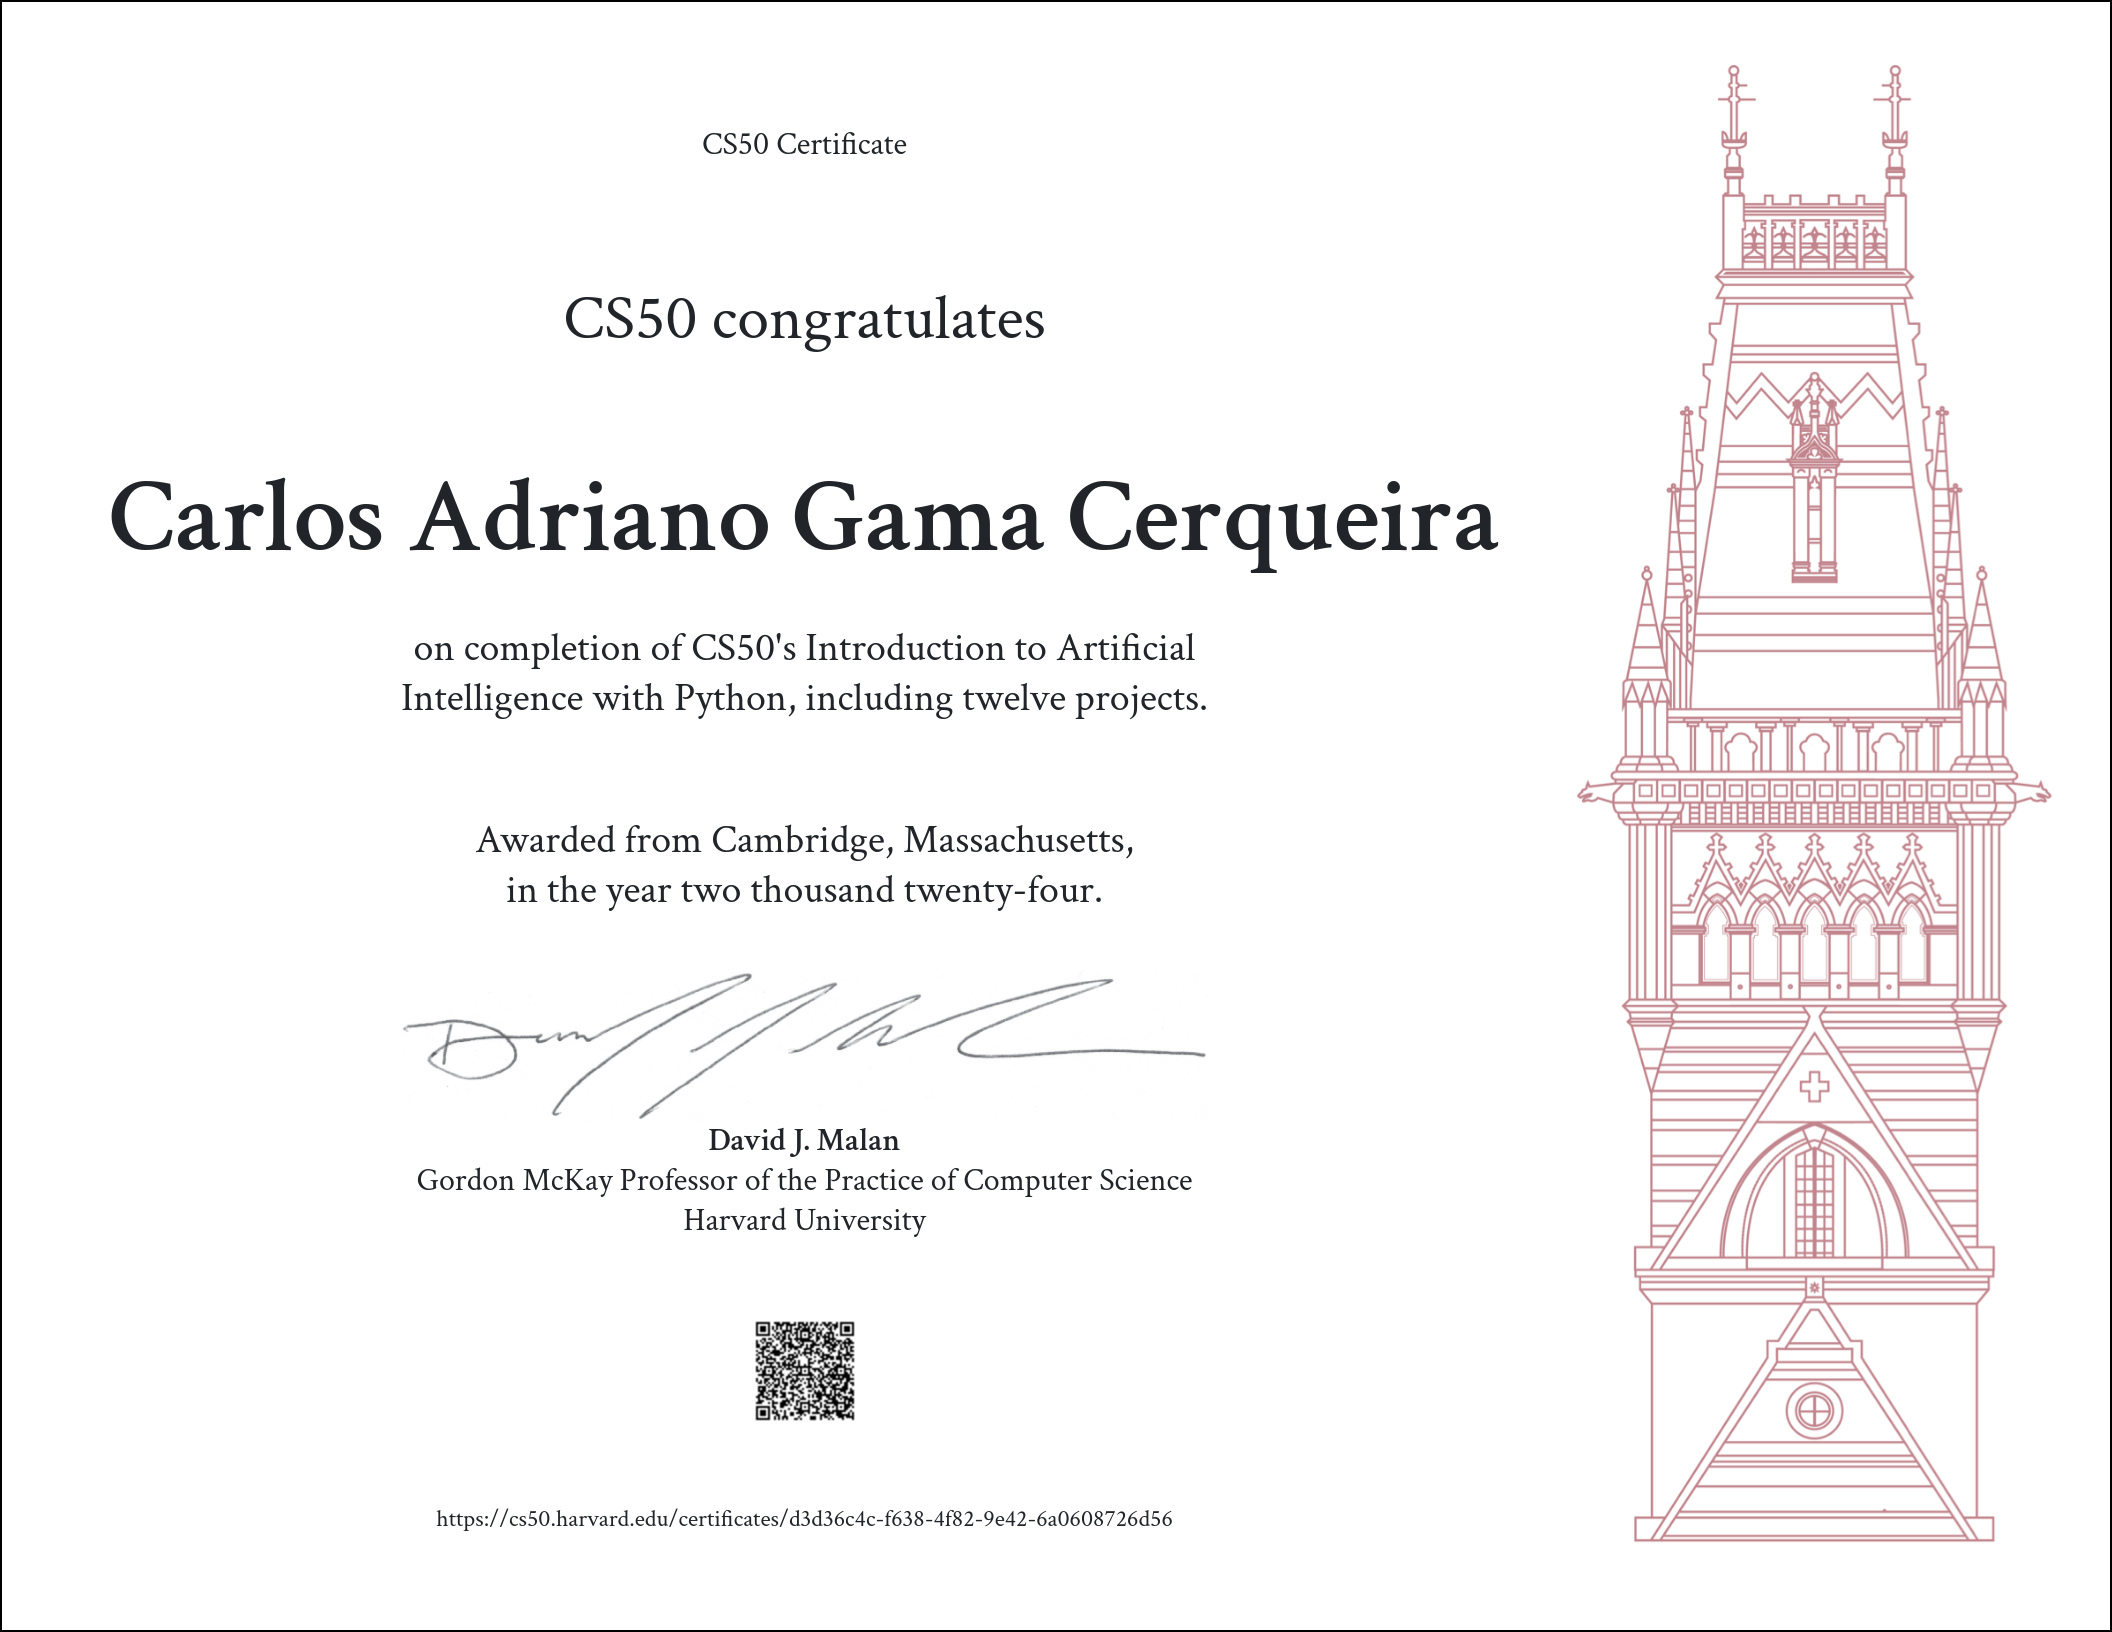 CS50 Certificate
CS50 congratulates
Carlos Adriano Gama Cerqueira
on completion of CS50's Introduction to Artificial
Intelligence with Python, including twelve projects.
Awarded from Cambridge, Massachusetts,
in the year two thousand twenty-four.
David J. Malan
Gordon McKay Professor of the Practice of Computer Science
Harvard University
https://cs50.harvard.edu/certificates/d3d36c4c-f638-4f82-9e42-6a0608726d56